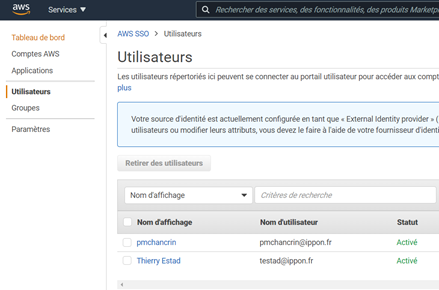 aws
Services
Rechercher des services, des fonctionnalités, des produits Marketp
Tableau de bord
Comptes AWS
Applications
Utilisateurs
Groupes
Paramètres
AWS SSO > Utilisateurs
Utilisateurs
Les utilisateurs répertoriés ici peuvent se connecter au portail utilisateur pour accéder aux compt
plus
Votre source d'identité est actuellement configurée en tant que « External Identity provider » (
utilisateurs ou modifier leurs attributs, vous devez le faire à l'aide de votre fournisseur d'identi
Retirer des utilisateurs
Nom d'affichage Critères de recherche
Nom d'affichage Nom d'utilisateur Statut
pmchancrin pmchancrin@ippon.fr Activé
Thierry Estad testad@ippon.fr Activé